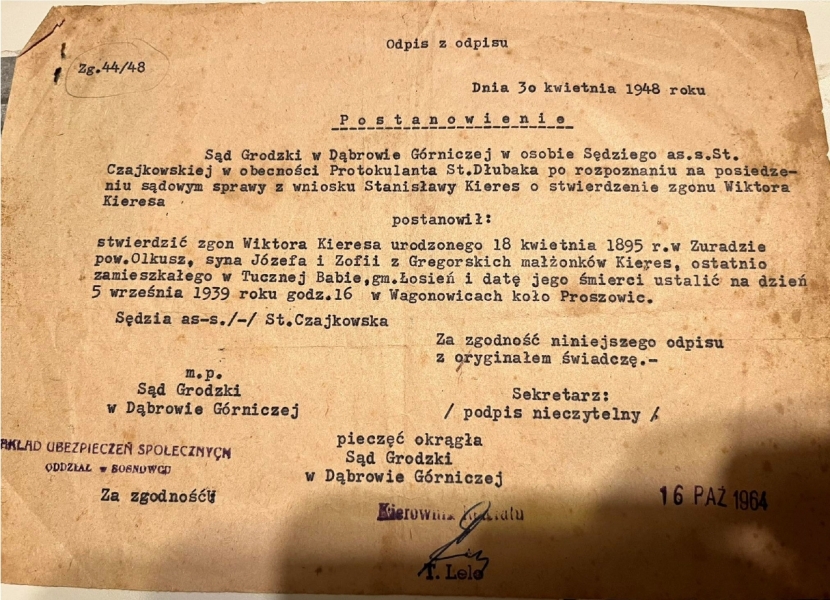 Odpis z odpisu
Zg.44/48
Dnia 3o kwietnia 1948 roku
P o s t a n o w i e n i e
Sąd Grodzki w Dąbrowie Górniczej w osobie Sędziego as.s.St.
Czajkowskiej w obecności Protokulanta St.Dłubaka po rozpoznaniu na posiedze-
niu sądowym sprawy z wniosku Stanisławy Kieres o stwierdzenie zgonu Wiktora
Kieresa
postanowił:
stwierdzić zgon Wiktora Kieresa urodzonego 18 kwietnia 1895 r.w Zuradzie
pow.Olkusz, syna Józefa i Zofii z Gregorskich małżonków Kieres, ostatnio
zamieszkałego w Tucznej Babie,gm.Łosień i datę jego śmierci ustalić na dzień
5 września 1939 roku godz.16 w Wagonowicach koło Proszowic.
Sędzia as-s./-/ St.Czajkowska
Za zgodność niniejszego odpisu
z oryginałem świadczę.-
m.p.
Sąd Grodzki
w Dąbrowie Górniczej
Sekretarz:
/ podpis nieczytelny /
pieczęć okrągła
Sąd Grodzki
w Dąbrowie Górniczej
AKŁAD UBEZPIECZEŃ SPOŁECZNYCH
ODDZIAŁ w SOSNOWCU
Za zgodność
16 PAŹ 1964
Kierownik
T. Lelo